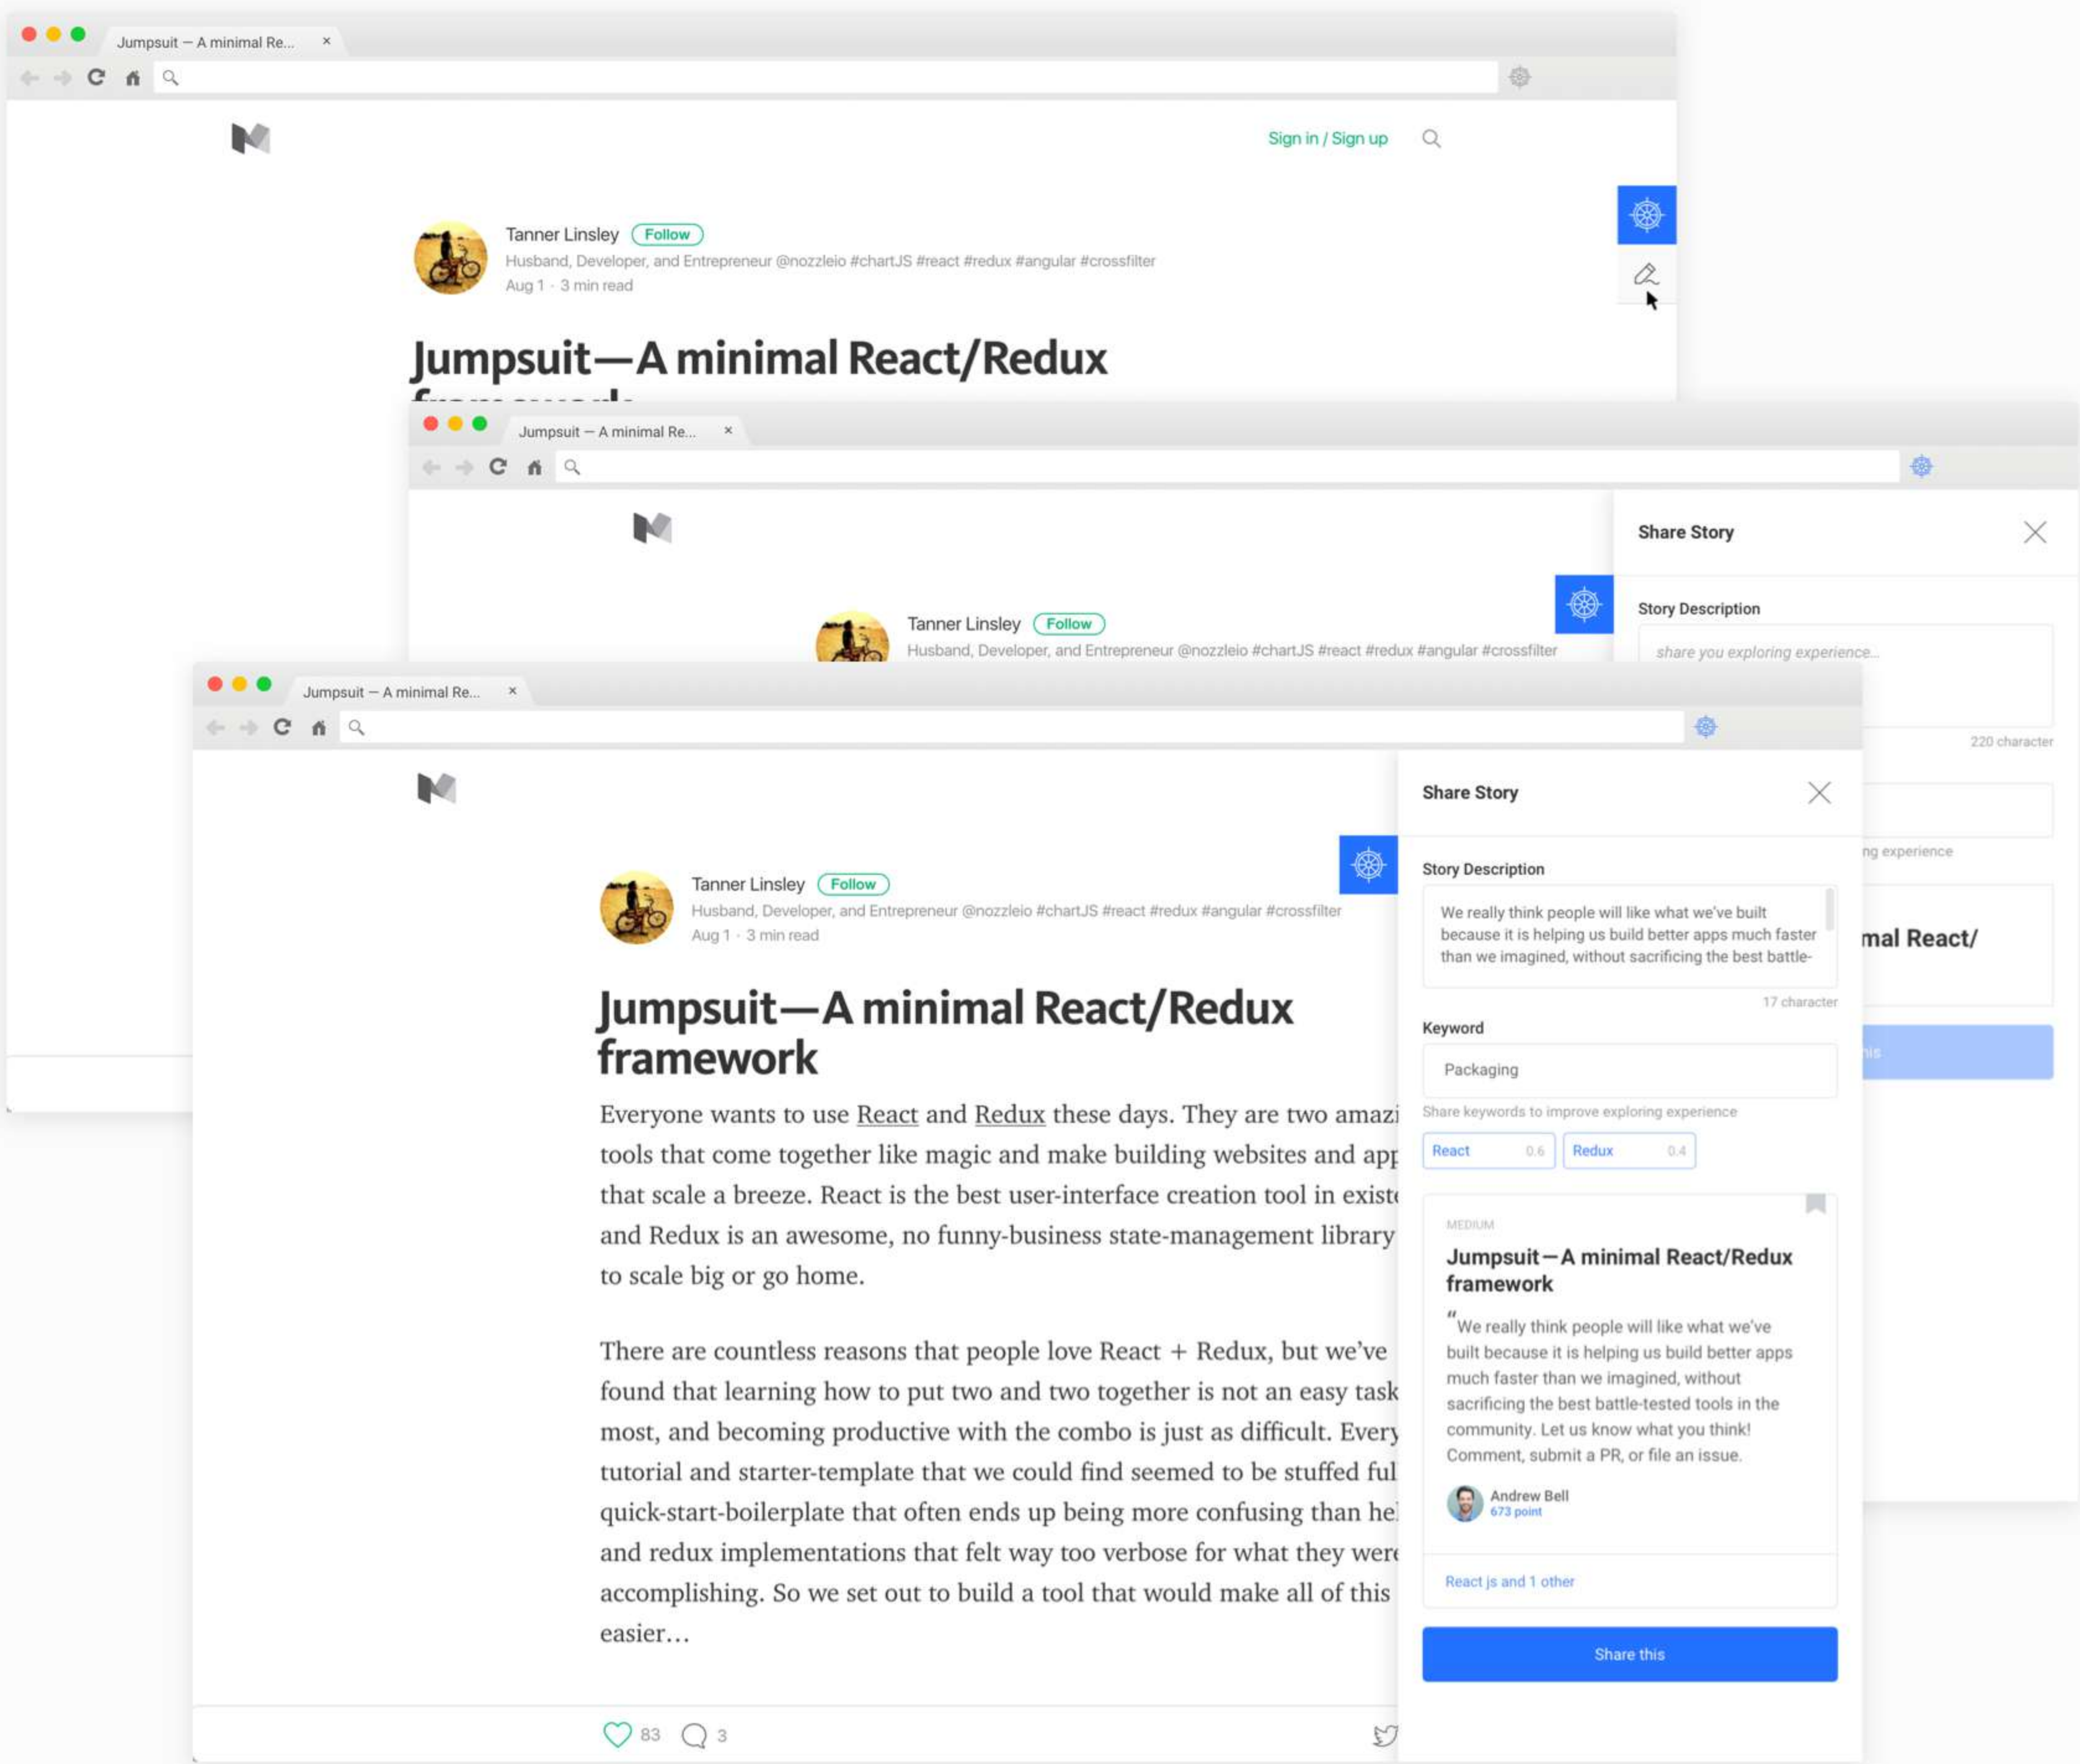 Jumpsuit — A minimal Re...
Sign in / Sign up
Tanner Linsley Follow
Husband, Developer, and Entrepreneur @nozzleio #chartJS #react #redux #angular #crossfilter
Aug 1 · 3 min read
Jumpsuit—A minimal React/Redux
framework
Jumpsuit — A minimal Re...
Tanner Linsley Follow
Husband, Developer, and Entrepreneur @nozzleio #chartJS #react #redux #angular #crossfilter
Share Story
Story Description
share you exploring experience...
220 character
ng experience
mal React/
his
Jumpsuit — A minimal Re...
Tanner Linsley Follow
Husband, Developer, and Entrepreneur @nozzleio #chartJS #react #redux #angular #crossfilter
Aug 1 · 3 min read
Jumpsuit—A minimal React/Redux
framework
Everyone wants to use React and Redux these days. They are two amazi
tools that come together like magic and make building websites and app
that scale a breeze. React is the best user-interface creation tool in existe
and Redux is an awesome, no funny-business state-management library
to scale big or go home.
There are countless reasons that people love React + Redux, but we've
found that learning how to put two and two together is not an easy task
most, and becoming productive with the combo is just as difficult. Every
tutorial and starter-template that we could find seemed to be stuffed ful
quick-start-boilerplate that often ends up being more confusing than hel
and redux implementations that felt way too verbose for what they were
accomplishing. So we set out to build a tool that would make all of this
easier...
83 3
Share Story
Story Description
We really think people will like what we've built
because it is helping us build better apps much faster
than we imagined, without sacrificing the best battle-
17 character
Keyword
Packaging
Share keywords to improve exploring experience
React 0.6 Redux 0.4
MEDIUM
Jumpsuit—A minimal React/Redux
framework
“We really think people will like what we've
built because it is helping us build better apps
much faster than we imagined, without
sacrificing the best battle-tested tools in the
community. Let us know what you think!
Comment, submit a PR, or file an issue.
Andrew Bell
673 point
React js and 1 other
Share this